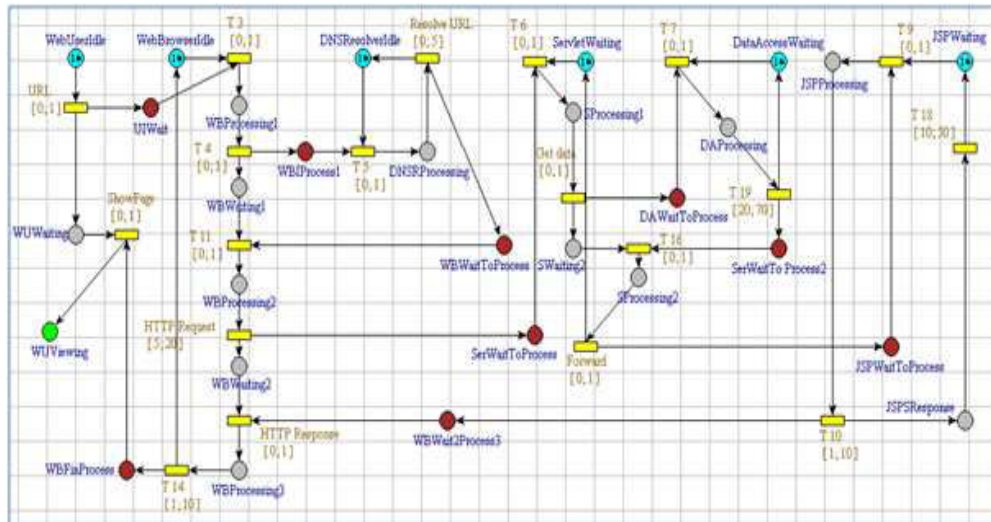 T 3
[0,1]
Resolve URL
[0;5]
T 6
[0,1]
T 7
[0,1]
T 9
[0,1]
WebUserIdle
WebBrowserIdle
DNSResolverIdle
ServletWaiting
DataAccessWaiting
JSPWaiting
URL
[0;1]
UIWait
WBProcessing1
SProcessing1
JSPProcessing
T 18
[10;30]
DAProcessing
T 4
[0,1]
WBIProcess1
T 5
[0,1]
DNSRProcessing
Get data
[0,1]
WBWaiting1
ShowPage
[0,1]
DAWaitToProcess
T 19
[20,70]
WUWaiting
T 11
[0,1]
WBWaitToProcess
SWaiting2
T 16
[0,1]
SerWaitTo Process2
WBProcessing2
SProcessing2
WUViewing
HTTP Request
[5;20]
SerWaitToProcess
Forward
[0,1]
JSPWaitToProcess
WBWaiting2
JSPSResponse
HTTP Response
[0,1]
WBWait2Process3
T 10
[1,10]
WBFinProcess
T 14
[1,10]
WBProcessing3